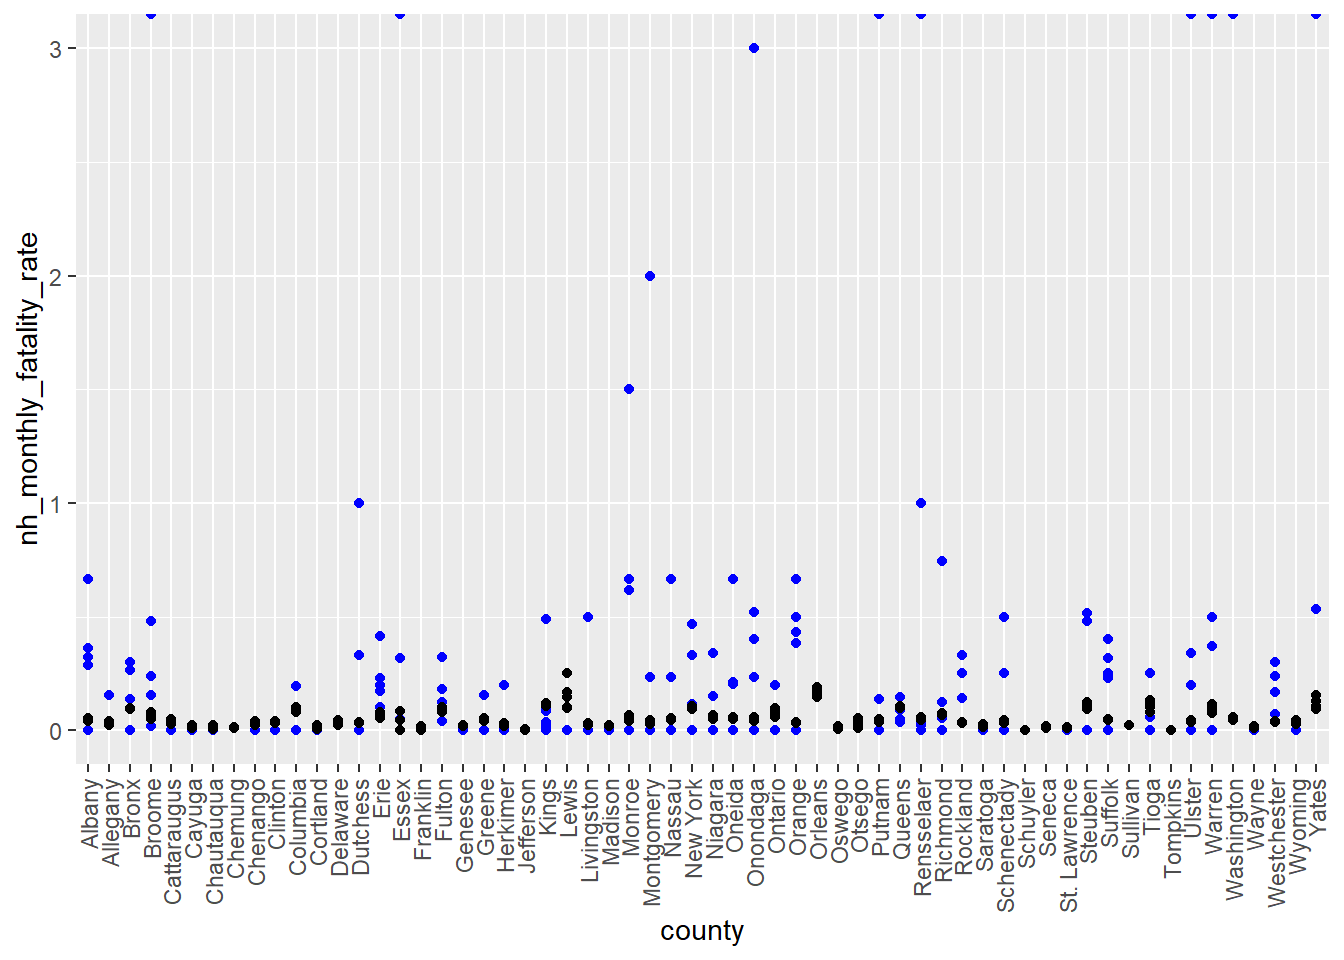 nh_monthly_fatality_rate
3
2
1
0
Albany
Allegany
Bronx
Broome
Cattaraugus
Cayuga
Chautauqua
Chemung
Chenango
Clinton
Columbia
Cortland
Delaware
Dutchess
Erie
Essex
Franklin
Fulton
Genesee
Greene
Herkimer
Jefferson
Kings
Lewis
Livingston
Madison
Monroe
Montgomery
Nassau
New York
Niagara
Oneida
Onondaga
Ontario
Orange
Orleans
Oswego
Otsego
Putnam
Queens
Rensselaer
Richmond
Rockland
Saratoga
Schenectady
Schuyler
Seneca
St. Lawrence
Steuben
Suffolk
Sullivan
Tioga
Tompkins
Ulster
Warren
Washington
Wayne
Westchester
Wyoming
Yates
county